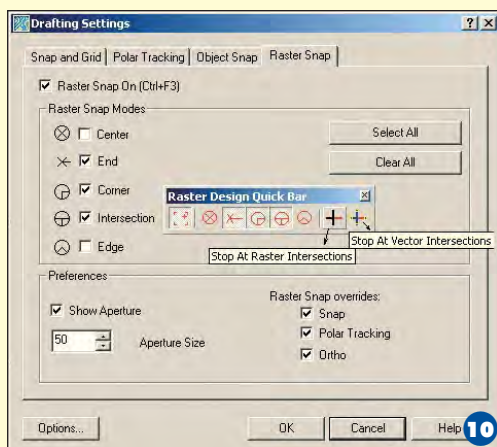 Drafting Settings
Snap and Grid Polar Tracking Object Snap Raster Snap
Raster Snap On (Ctrl+F3)
Raster Snap Modes
Center
Select All
End
Clear All
Corner
Raster Design Quick Bar
Intersection
Stop At Vector Intersections
Edge
Stop At Raster Intersections
Preferences
Show Aperture
Raster Snap overrides:
Snap
50
Aperture Size
Polar Tracking
Ortho
Options...
OK
Cancel
Help
10